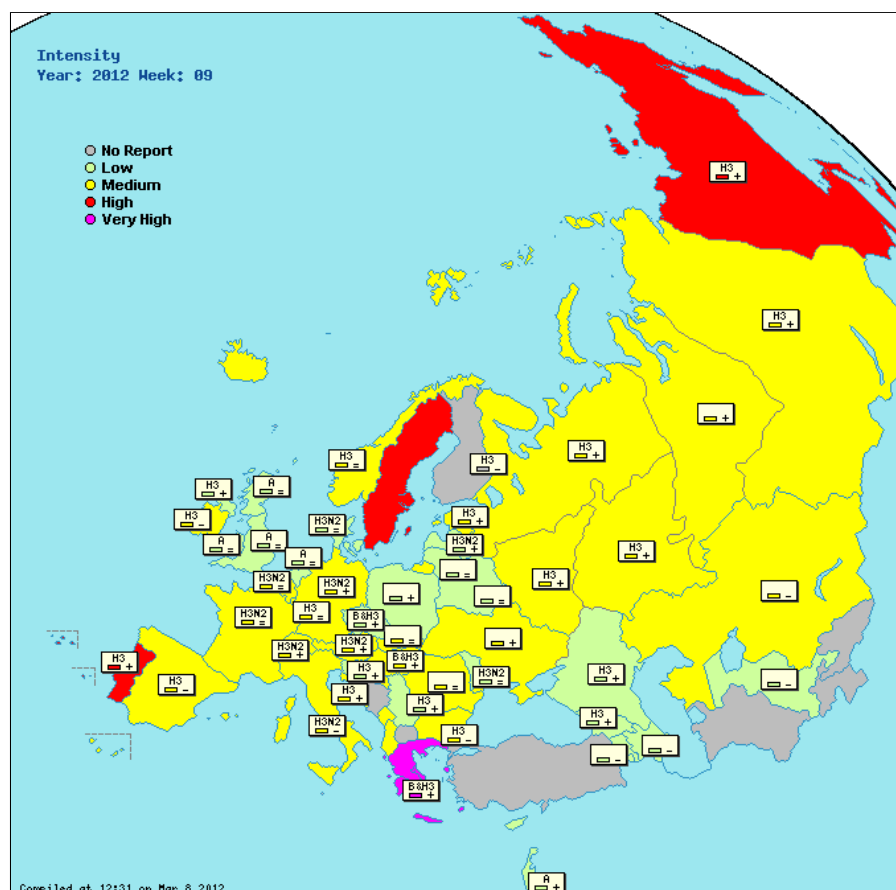 Intensity
Year: 2012 Week: 09
No Report
Low
Medium
High
Very High
H3 +
H3 +
+
H3 +
H3 =
H3 -
H3 +
A =
H3 -
H3 +
H3N2 =
A =
A =
H3N2 +
H3 +
A =
=
H3 +
H3N2 =
H3N2 +
+
=
-
H3N2 =
H3 =
B&H3 +
H3N2 +
=
+
H3N2 +
B&H3 +
H3 +
H3 +
H3 -
H3 +
=
H3N2 =
H3 +
-
H3 +
H3N2 -
H3 -
H3 +
-
-
B&H3 +
A +
Compiled at 12:31 on Mar 8 2012